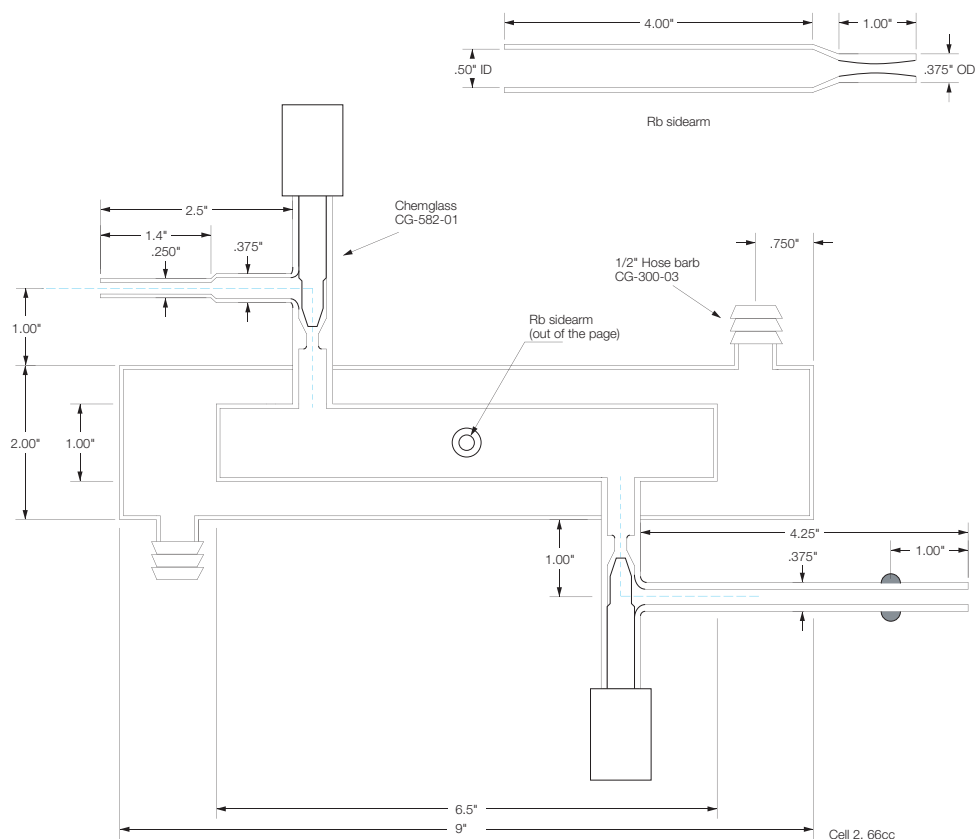 4.00"
1.00"
.50" ID
.375" OD
Rb sidearm
2.5"
Chemglass
CG-582-01
1.4"
.250"
.375"
.750"
1/2" Hose barb
CG-300-03
1.00"
Rb sidearm
(out of the page)
2.00"
1.00"
4.25"
1.00"
.375"
1.00"
6.5"
9"
Cell 2, 66cc